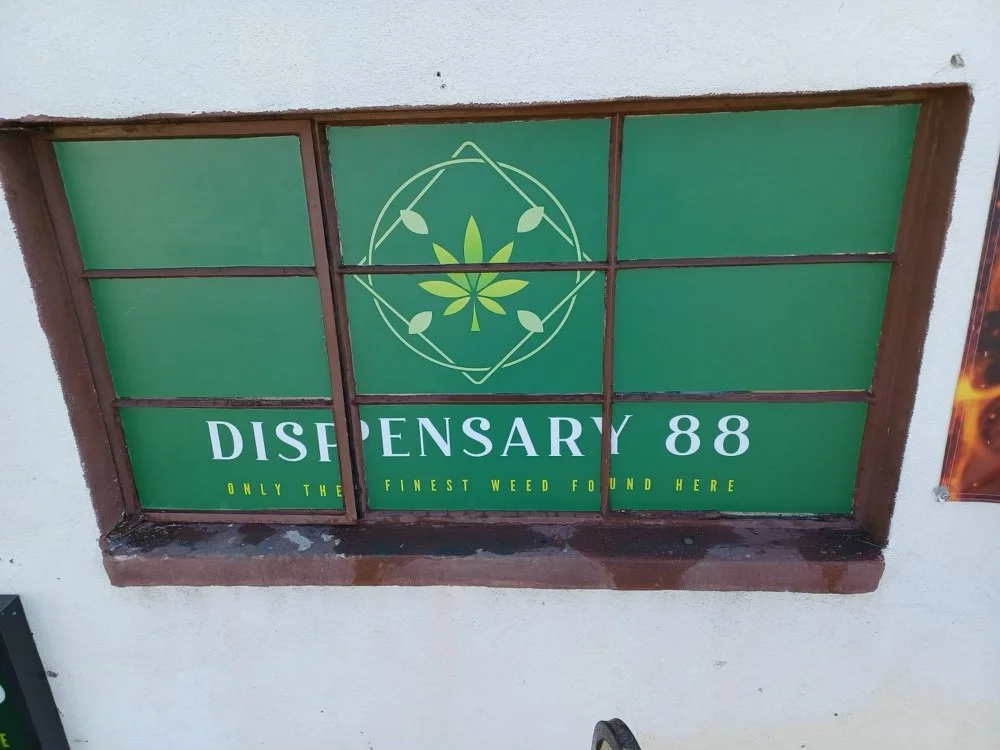 DISPENSARY 88
ONLY THE FINEST WEED FOUND HERE